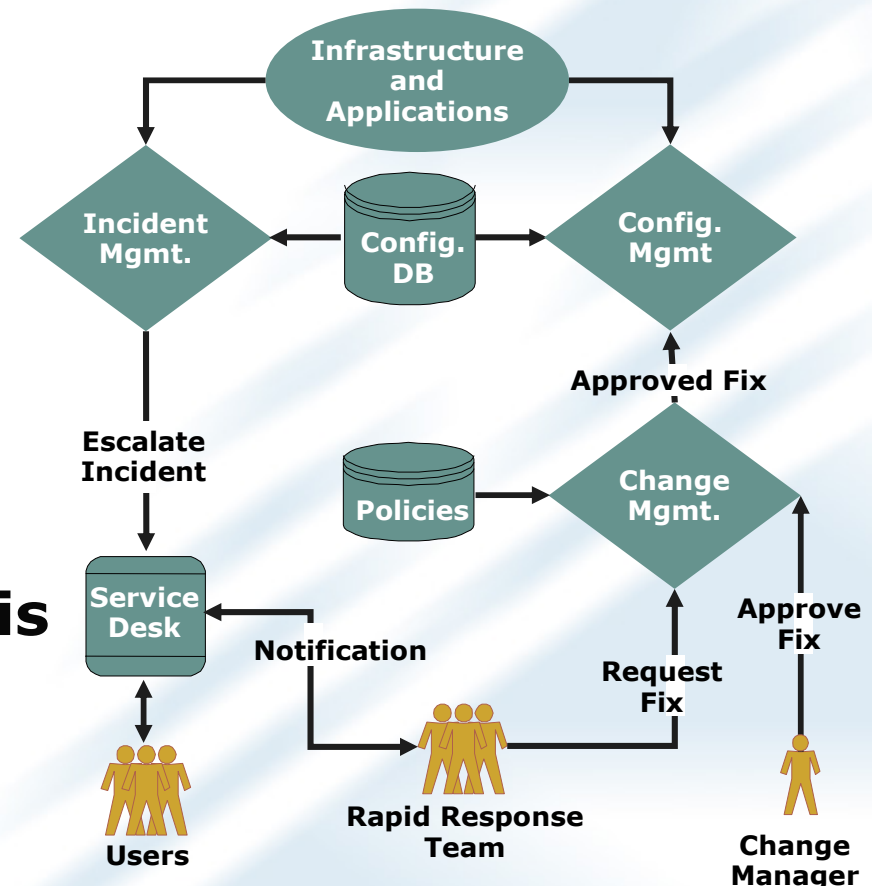 Infrastructure
and
Applications
Incident
Mgmt.
Config.
DB
Config.
Mgmt
Approved Fix
Escalate
Incident
Policies
Change
Mgmt.
is
Service
Desk
Notification
Request
Fix
Approve
Fix
Users
Rapid Response
Team
Change
Manager